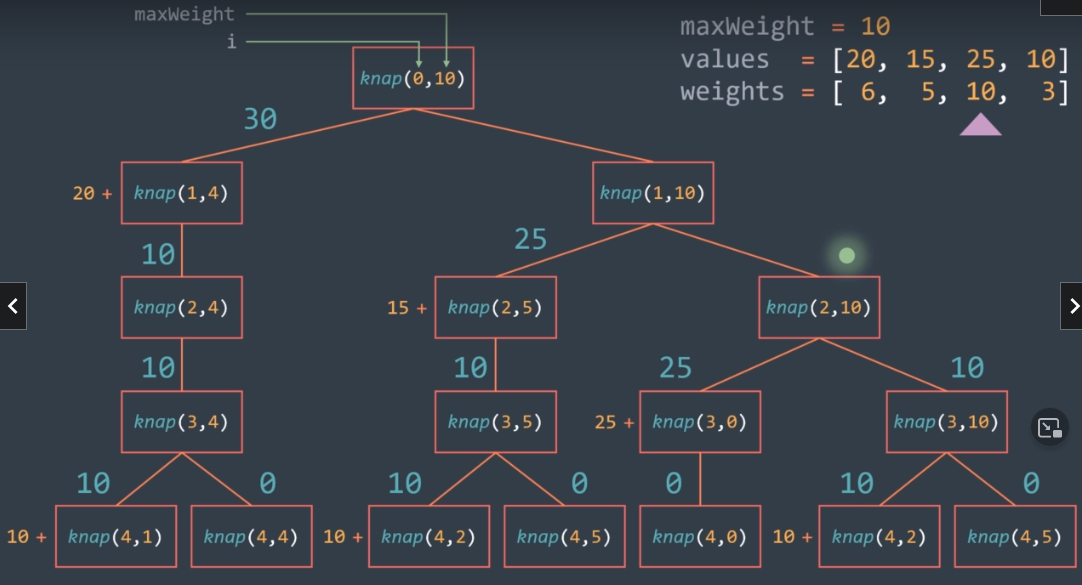 maxWeight
i
maxWeight = 10
values = [20, 15, 25, 10]
weights = [ 6, 5, 10, 3]
knap(0,10)
30
20 + knap(1,4)
knap(1,10)
10
25
knap(2,4)
15 + knap(2,5)
knap(2,10)
10
10
25
10
knap(3,4)
knap(3,5)
25 + knap(3,0)
knap(3,10)
10
0
10
0
0
10
0
10 + knap(4,1)
knap(4,4)
10 + knap(4,2)
knap(4,5)
knap(4,0)
10 + knap(4,2)
knap(4,5)